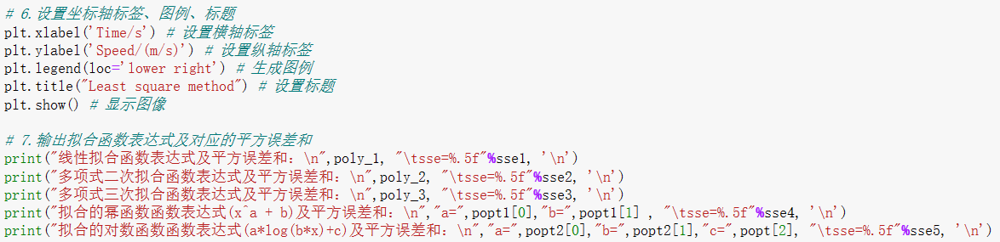 # 6.设置坐标轴标签、图例、标题
plt.xlabel('Time/s') # 设置横轴标签
plt.ylabel('Speed/(m/s)') # 设置纵轴标签
plt.legend(loc='lower right') # 生成图例
plt.title("Least square method") # 设置标题
plt.show() # 显示图像
# 7.输出拟合函数表达式及对应的平方误差和
print("线性拟合函数表达式及平方误差和：\n",poly_1, "\tsse=%.5f"%sse1, '\n')
print("多项式二次拟合函数表达式及平方误差和：\n",poly_2, "\tsse=%.5f"%sse2, '\n')
print("多项式三次拟合函数表达式及平方误差和：\n",poly_3, "\tsse=%.5f"%sse3, '\n')
print("拟合的幂函数函数表达式(x^a + b)及平方误差和：\n","a=",popt1[0],"b=",popt1[1] , "\tsse=%.5f"%sse4, '\n')
print("拟合的对数函数函数表达式(a*log(b*x)+c)及平方误差和：\n","a=",popt2[0],"b=",popt2[1],"c=",popt[2], "\tsse=%.5f"%sse5, '\n')